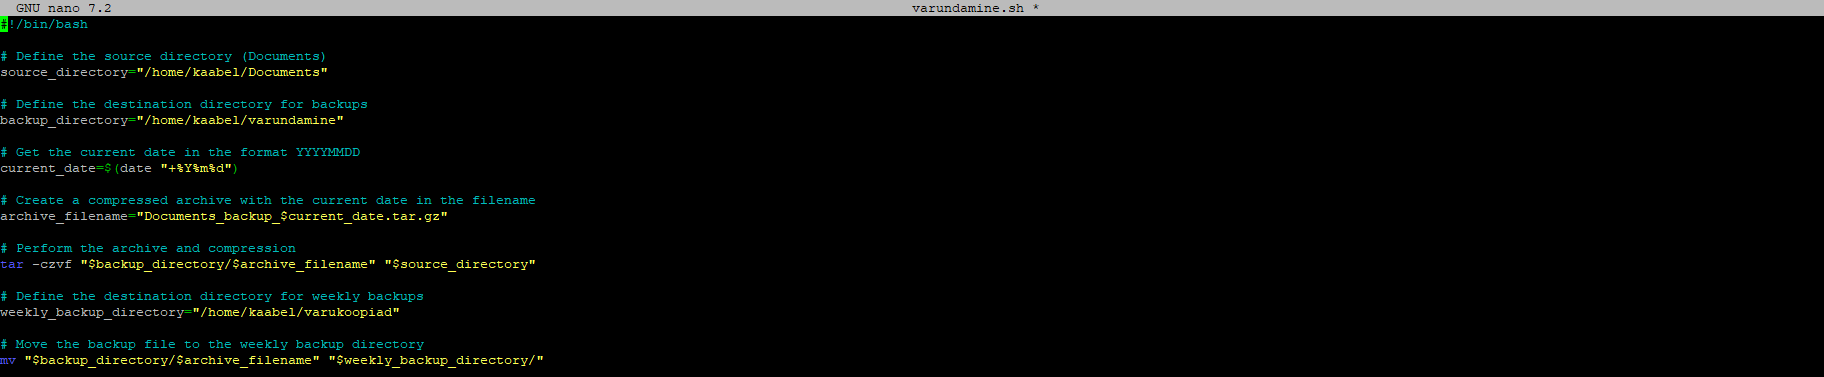 GNU nano 7.2 varundamine.sh *
#!/bin/bash
# Define the source directory (Documents)
source_directory="/home/kaabel/Documents"
# Define the destination directory for backups
backup_directory="/home/kaabel/varundamine"
# Get the current date in the format YYYYMMDD
current_date=$(date "+%Y%m%d")
# Create a compressed archive with the current date in the filename
archive_filename="Documents_backup_$current_date.tar.gz"
# Perform the archive and compression
tar -czvf "$backup_directory/$archive_filename" "$source_directory"
# Define the destination directory for weekly backups
weekly_backup_directory="/home/kaabel/varukoopiad"
# Move the backup file to the weekly backup directory
mv "$backup_directory/$archive_filename" "$weekly_backup_directory/"